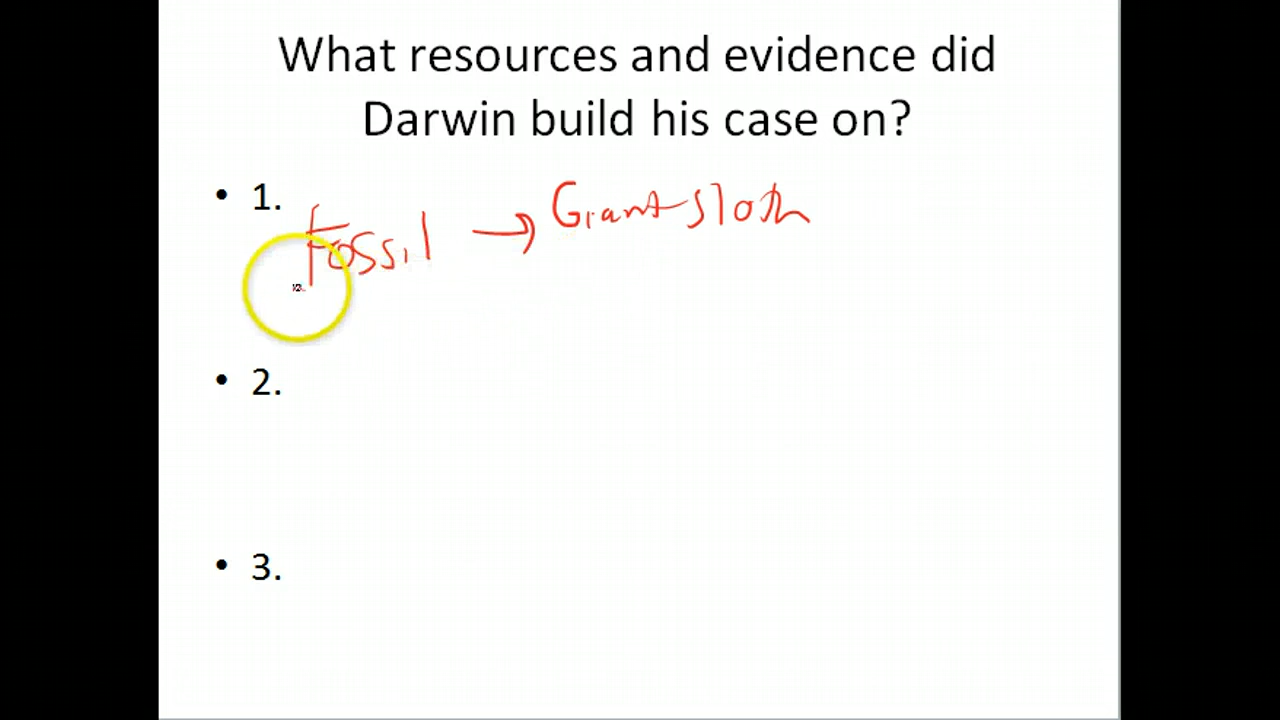 What resources and evidence did
Darwin build his case on?
• 1.
Fossil → Giant sloth
• 2.
• 3.